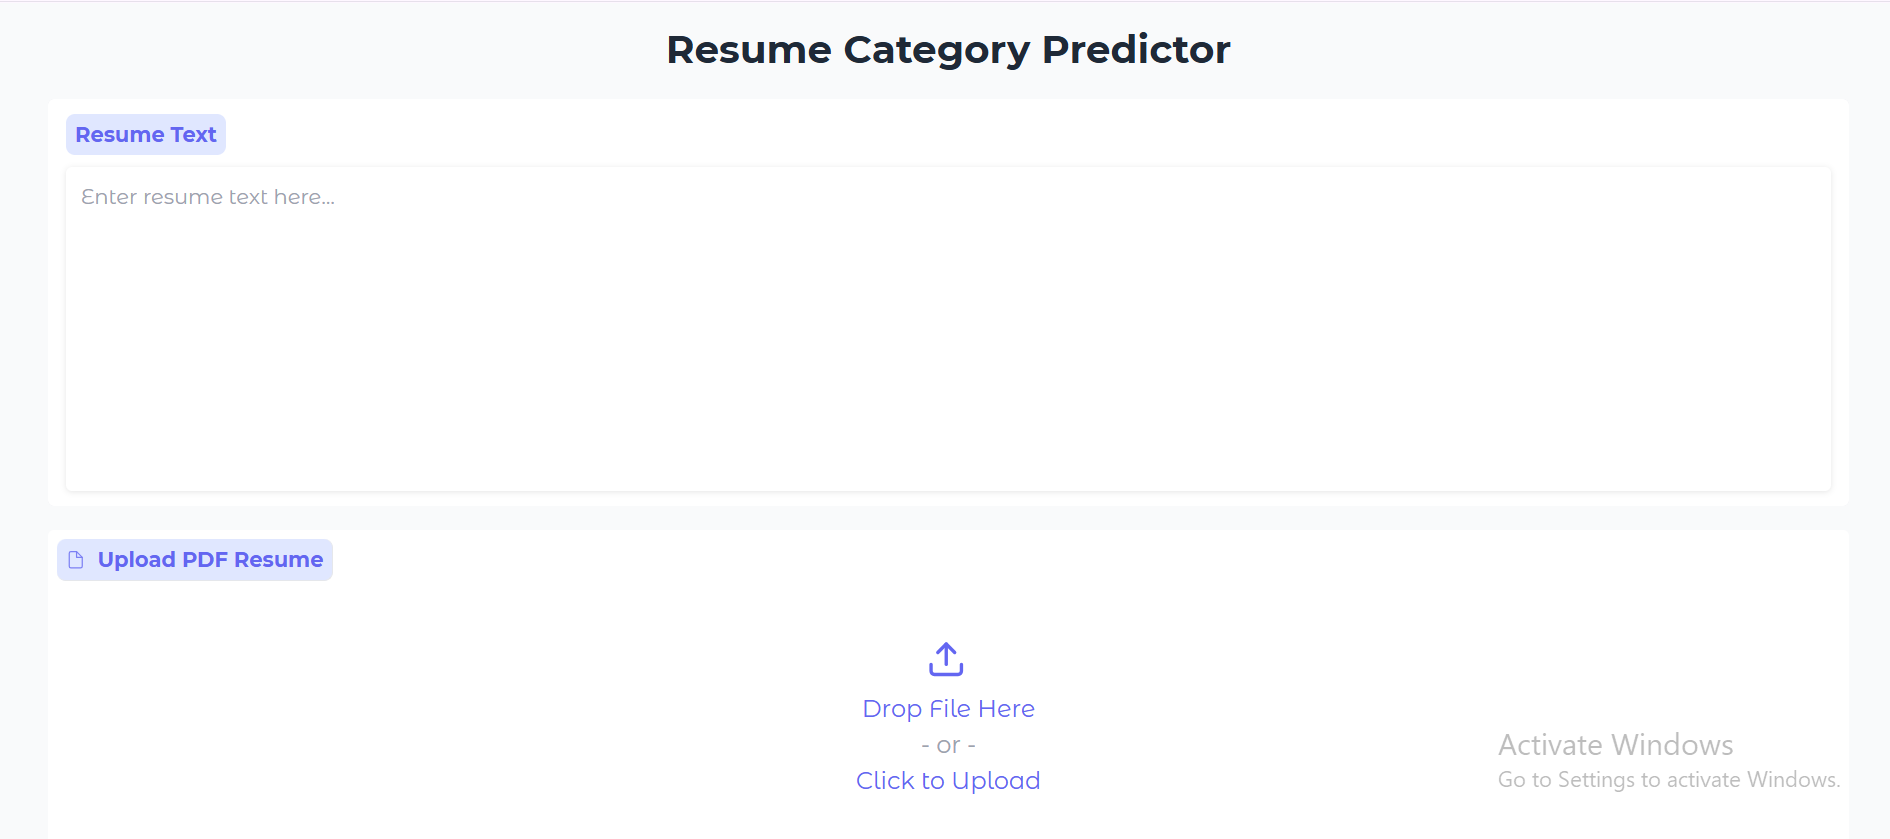 Resume Category Predictor
Resume Text
Enter resume text here...
Upload PDF Resume
Drop File Here
- or -
Click to Upload
Activate Windows
Go to Settings to activate Windows.